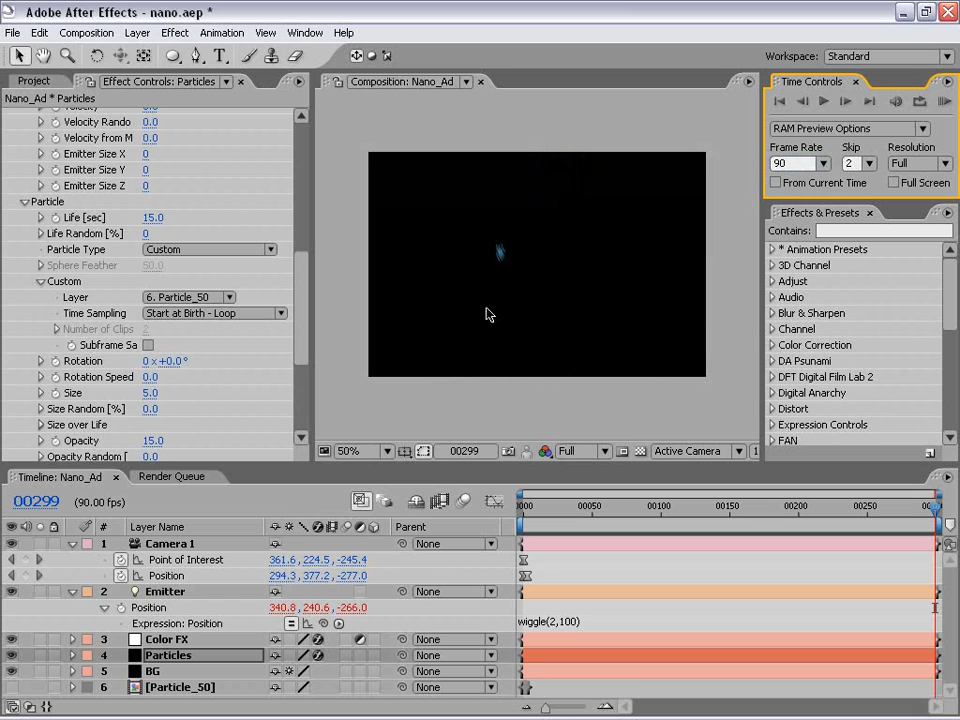 Adobe After Effects - nano.aep *
File Edit Composition Layer Effect Animation View Window Help
Workspace: Standard
Project Effect Controls: Particles
Nano_Ad * Particles
Velocity 0.0
Velocity Rando 0.0
Velocity from M 0.0
Emitter Size X 0
Emitter Size Y 0
Emitter Size Z 0
Particle
Life [sec] 15.0
Life Random [%] 0
Particle Type Custom
Sphere Feather 50.0
Custom
Layer 6. Particle_50
Time Sampling Start at Birth - Loop
Number of Clips 2
Subframe Sa
Rotation 0 x +0.0°
Rotation Speed 0.0
Size 5.0
Size Random [%] 0.0
Size over Life
Opacity 15.0
Opacity Random [ 0.0
Composition: Nano_Ad
50% 00299 Full Active Camera 1
Time Controls
RAM Preview Options
Frame Rate Skip Resolution
90 2 Full
From Current Time Full Screen
Effects & Presets
Contains:
* Animation Presets
3D Channel
Adjust
Audio
Blur & Sharpen
Channel
Color Correction
DA Psunami
DFT Digital Film Lab 2
Digital Anarchy
Distort
Expression Controls
FAN
Timeline: Nano_Ad Render Queue
00299 (90.00 fps)
0000 00050 00100 00150 00200 00250
# Layer Name Parent
1 Camera 1 None
Point of Interest 361.6, 224.5, -245.4
Position 294.3, 377.2, -277.0
2 Emitter None
Position 340.8, 240.6, -266.0
Expression: Position wiggle(2,100)
3 Color FX None
4 Particles None
5 BG None
6 [Particle_50] None